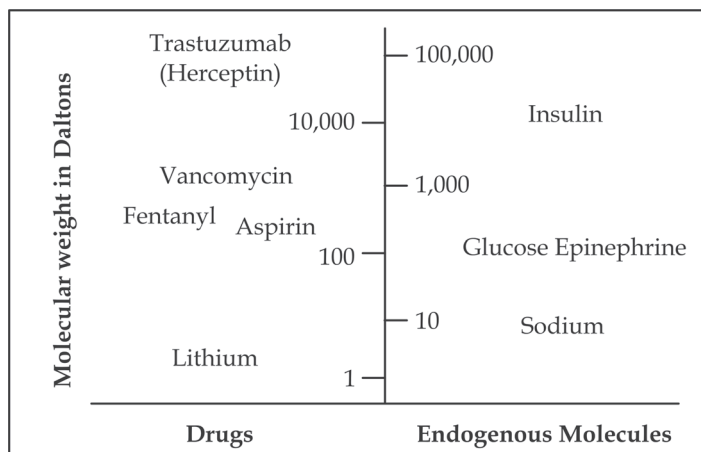 Molecular weight in Daltons
Trastuzumab
(Herceptin)
Vancomycin
Fentanyl
Aspirin
Lithium
100,000
10,000
1,000
100
10
1
Insulin
Glucose Epinephrine
Sodium
Drugs
Endogenous Molecules